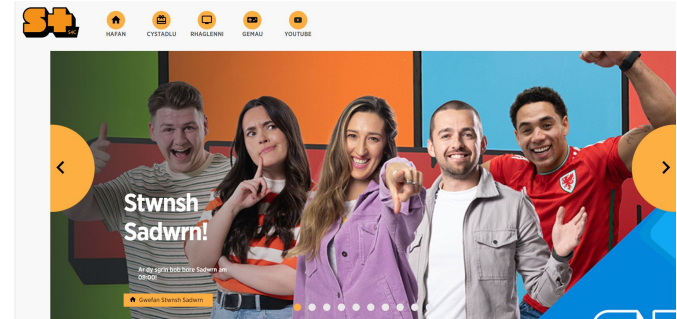 S4C
HAFAN
CYSTADLU
RHAGLENNI
GEMAU
YOUTUBE
Stwnsh
Sadwrn!
Ar dy sgrin bob bore Sadwrn am
08:00!
Gwefan Stwnsh Sadwrn